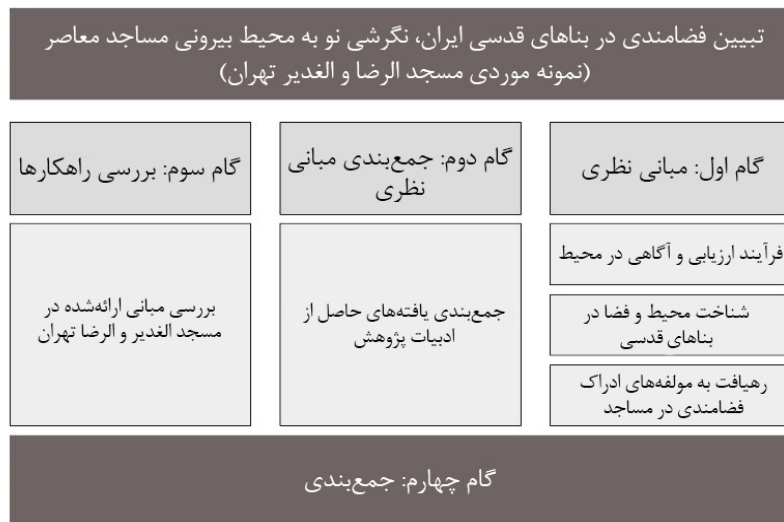 تبیین فضامندی در بناهای قدسی ایران، نگرشی نو به محیط بیرونی مساجد معاصر
(نمونه موردی مسجد الرضا و الغدیر تهران)
گام اول: مبانی نظری
فرآیند ارزیابی و آگاهی در محیط
شناخت محیط و فضا در
بناهای قدسی
رهیافت به مولفه‌های ادراک
فضامندی در مساجد
گام دوم: جمع‌بندی مبانی
نظری
جمع‌بندی یافته‌های حاصل از
ادبیات پژوهش
گام سوم: بررسی راهکارها
بررسی مبانی ارائه‌شده در
مسجد الغدیر و الرضا تهران
گام چهارم: جمع‌بندی